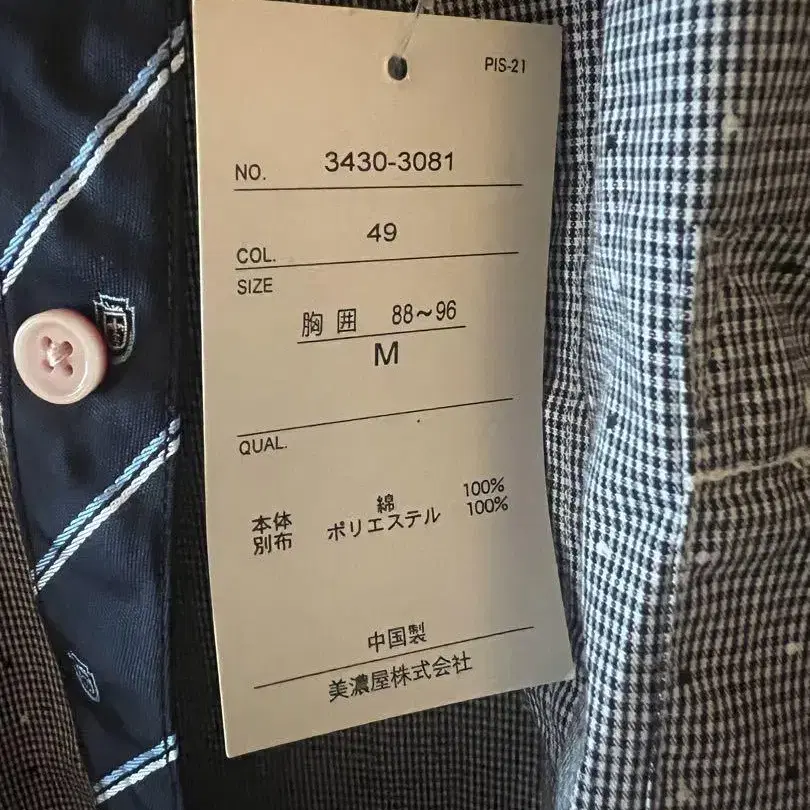 PIS-21
NO. 3430-3081
COL. 49
SIZE
胸囲 88～96
M
QUAL.
本体 綿 100%
別布 ポリエステル 100%
中国製
美濃屋株式会社